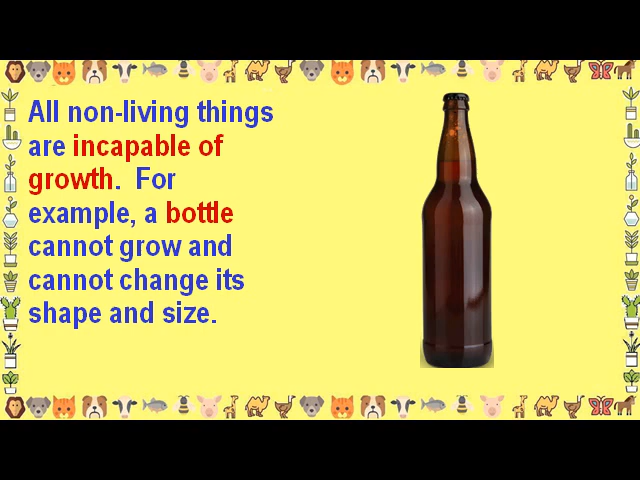 All non-living things
are incapable of
growth.  For
example, a bottle
cannot grow and
cannot change its
shape and size.